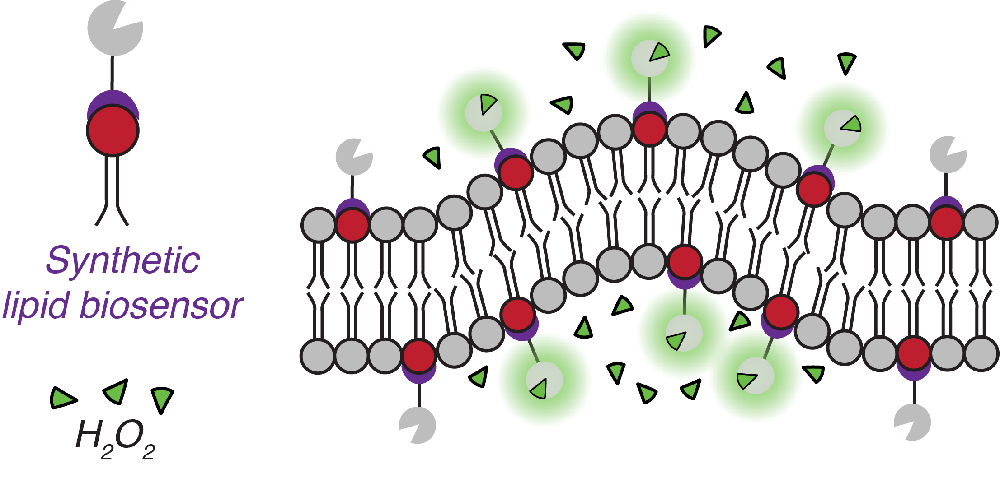 Synthetic
lipid biosensor
H₂O₂